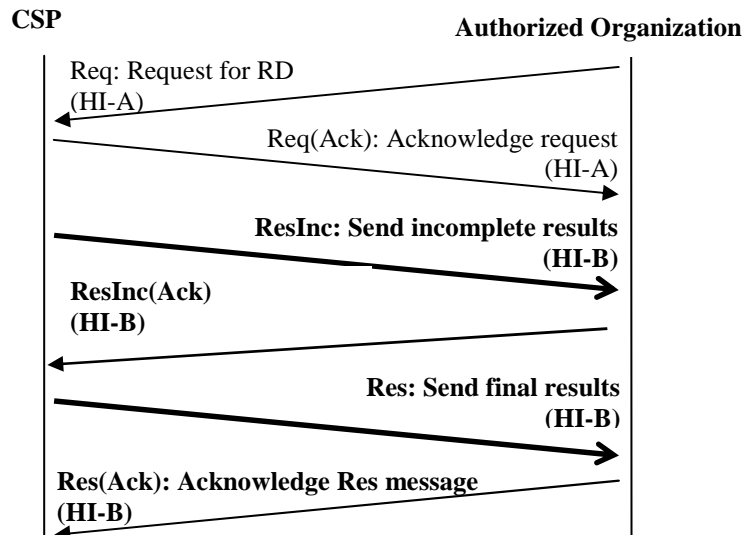 CSP
Authorized Organization
Req: Request for RD
(HI-A)
Req(Ack): Acknowledge request
(HI-A)
ResInc: Send incomplete results
(HI-B)
ResInc(Ack)
(HI-B)
Res: Send final results
(HI-B)
Res(Ack): Acknowledge Res message
(HI-B)